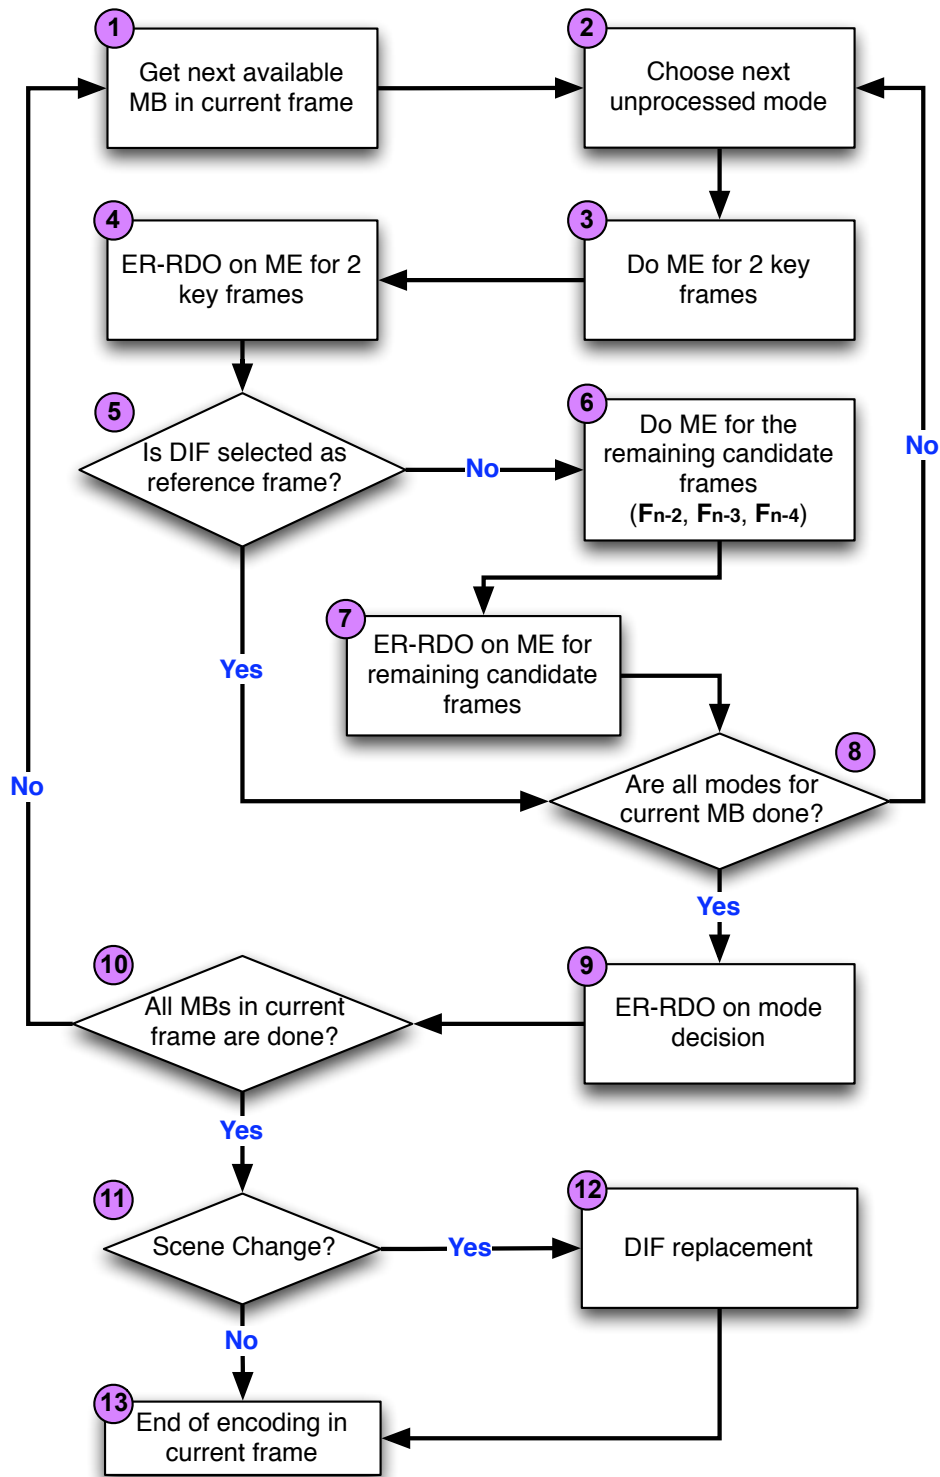 1
Get next available
MB in current frame
2
Choose next
unprocessed mode
4
ER-RDO on ME for 2
key frames
3
Do ME for 2 key
frames
5
Is DIF selected as
reference frame?
No
6
Do ME for the
remaining candidate
frames
(Fn-2, Fn-3, Fn-4)
No
7
ER-RDO on ME for
remaining candidate
frames
Yes
8
Are all modes for
current MB done?
No
Yes
10
All MBs in current
frame are done?
9
ER-RDO on mode
decision
Yes
11
Scene Change?
Yes
12
DIF replacement
No
13
End of encoding in
current frame